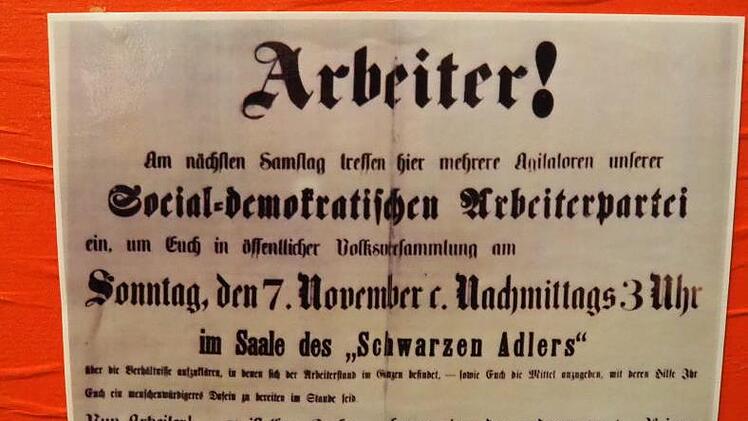 Arbeiter!
Am nächsten Samstag treffen hier mehrere Agitatoren unserer
Social-demokratischen Arbeiterpartei
ein, um Euch in öffentlicher Volksversammlung am
Sonntag, den 7. November c. Nachmittags 3 Uhr
im Saale des „Schwarzen Adlers“
über die Verhältnisse aufzuklären, in denen sich der Arbeiterstand im Ganzen befindet, — sowie Euch die Mittel anzugeben, mit deren Hilfe Ihr
Euch ein menschenwürdigeres Dasein zu bereiten im Stande seid.
Nun Arbeiter!